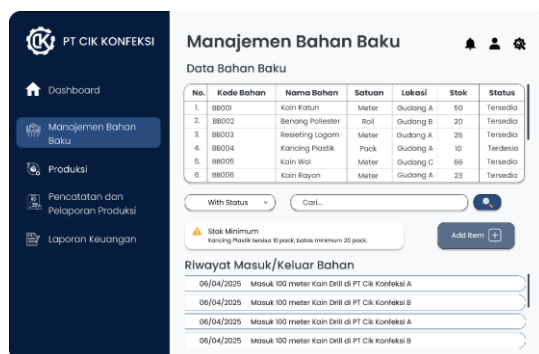 PT CIK KONFEKSI
Dashboard
Manajemen Bahan
Baku
Produksi
Pencatatan dan
Pelaporan Produksi
Laporan Keuangan
Manajemen Bahan Baku
Data Bahan Baku
No. Kode Bahan Nama Bahan Satuan Lokasi Stok Status
1. BB001 Kain Katun Meter Gudang A 50 Tersedia
2. BB002 Benang Poliester Roll Gudang B 20 Tersedia
3. BB003 Resleting Logam Meter Gudang A 25 Tersedia
4. BB004 Kancing Plastik Pack Gudang A 10 Terdesia
5. BB005 Kain Wol Meter Gudang C 66 Tersedia
6. BB006 Kain Rayon Meter Gudang A 23 Tersedia
With Status Cari...
Stok Minimum
Kancing Plastik tersisa 10 pack, batas minimum 20 pack.
Add Item
Riwayat Masuk/Keluar Bahan
06/04/2025 Masuk 100 meter Kain Drill di PT Cik Konfeksi A
06/04/2025 Masuk 100 meter Kain Drill di PT Cik Konfeksi B
06/04/2025 Masuk 100 meter Kain Drill di PT Cik Konfeksi A
06/04/2025 Masuk 100 meter Kain Drill di PT Cik Konfeksi B